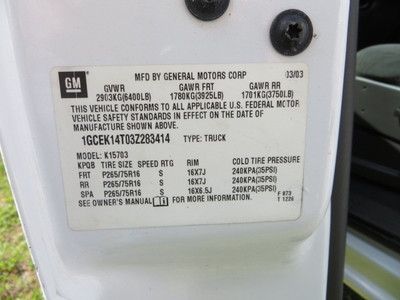 GM
MFD BY GENERAL MOTORS CORP 03/03
GVWR GAWR FRT GAWR RR
2903KG(6400LB) 1780KG(3925LB) 1701KG(3750LB)
THIS VEHICLE CONFORMS TO ALL APPLICABLE U.S. FEDERAL MOTOR
VEHICLE SAFETY STANDARDS IN EFFECT ON THE DATE OF
MANUFACTURE SHOWN ABOVE.
1GCEK14T03Z283414 TYPE: TRUCK
MODEL: K15703
KPQB TIRE SIZE SPEED RTG RIM COLD TIRE PRESSURE
FRT P265/75R16 S 16X7J 240KPA(35PSI)
RR P265/75R16 S 16X7J 240KPA(35PSI)
SPA P265/75R16 S 16X6.5J 240KPA(35PSI)
SEE OWNER'S MANUAL FOR MORE INFORMATION.
F 873
T 1226